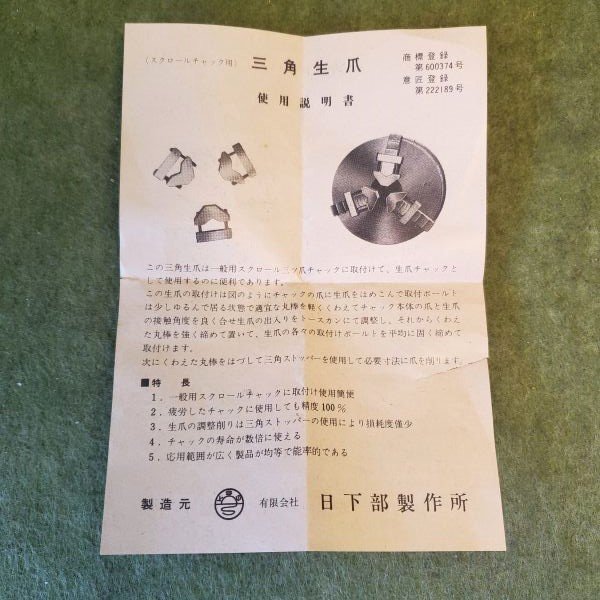 （スクロールチャック用） 三角生爪
商標登録
第600374号
意匠登録
第222189号
使用説明書
この三角生爪は一般用スクロール三ツ爪チャックに取付けて、生爪チャックと
して使用するのに便利であります。
この生爪の取付けは図のようにチャックの爪に生爪をはめこんで取付ボールト
は少しゆるんで居る状態で適宜な丸棒を軽くくわえてチャック本体の爪と生爪
の接触角度を良く合せ生爪の出入りをトースカンにて調整し、それからくわえ
た丸棒を強く締めて置いて、生爪の各々の取付ボールトを平均に固く締めて
取付けます。
次にくわえた丸棒をはづして三角ストッパーを使用して必要寸法に爪を削ります。
■特長
1．一般用スクロールチャックに取付け使用簡便
2．疲労したチャックに使用しても精度100％
3．生爪の調整削りは三角ストッパーの使用により損耗度僅少
4．チャックの寿命が数倍に使える
5．応用範囲が広く製品が均等で能率的である
製造元 有限会社 日下部製作所